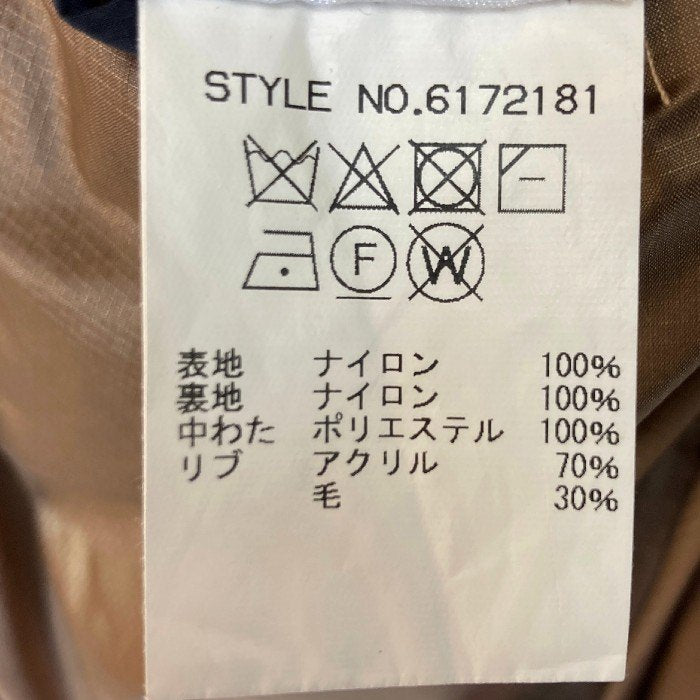 STYLE NO.6172181
F W
表地 ナイロン 100%
裏地 ナイロン 100%
中わた ポリエステル 100%
リブ アクリル 70%
毛 30%